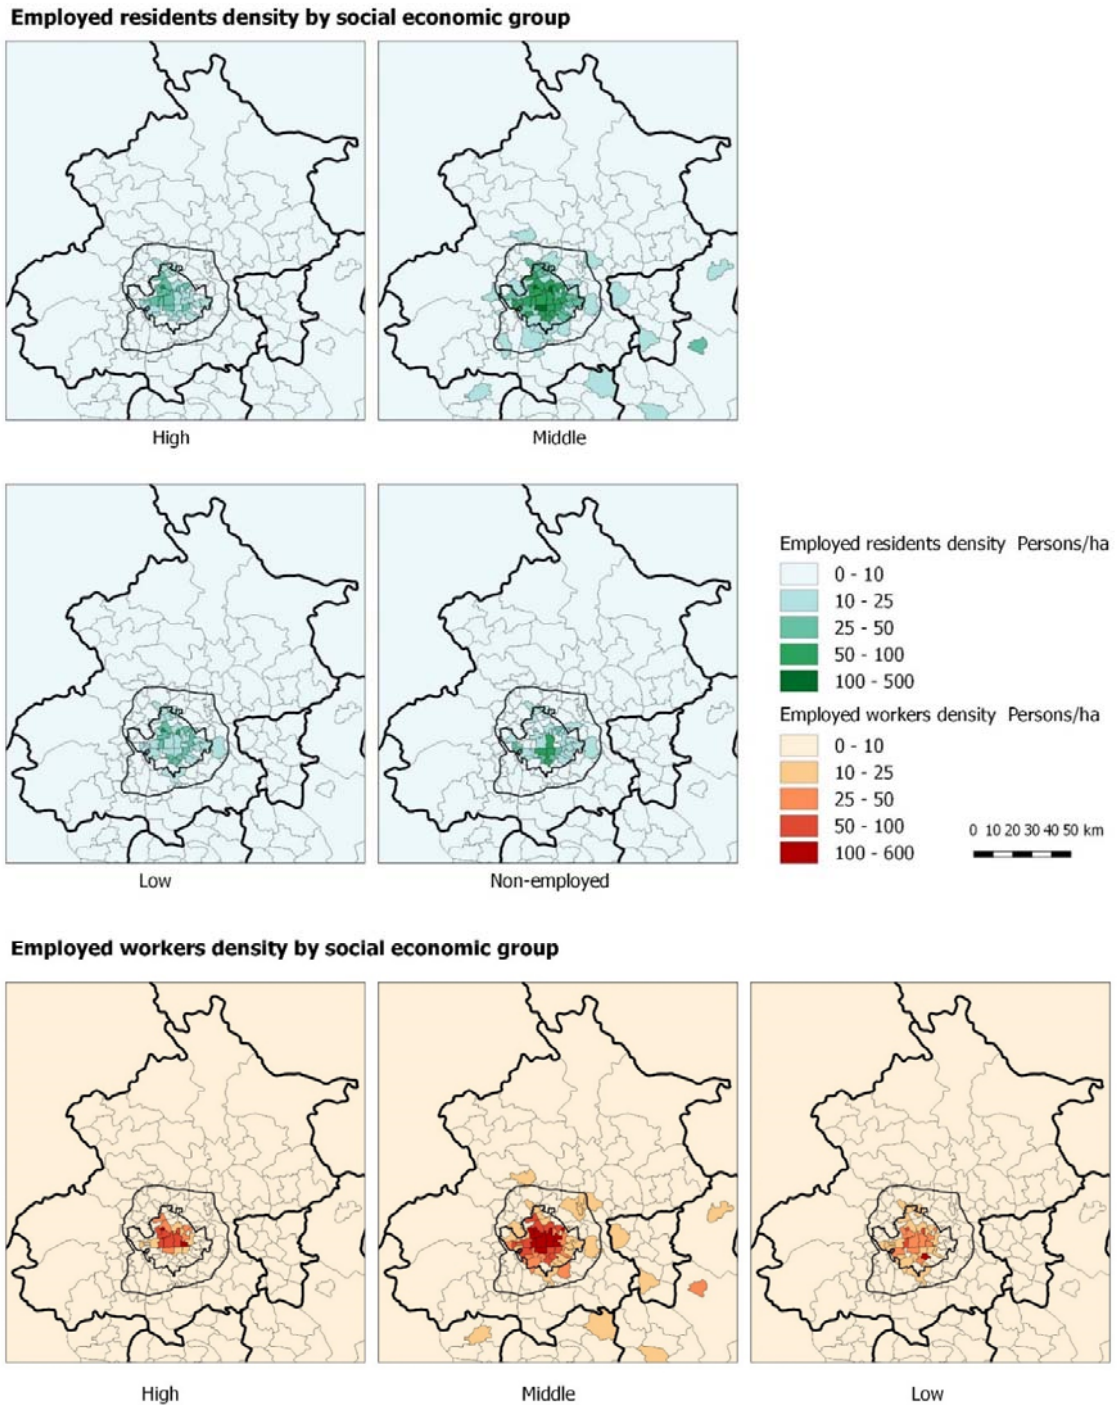 Employed residents density by social economic group
High
Middle
Low
Non-employed
Employed residents density Persons/ha
0 - 10
10 - 25
25 - 50
50 - 100
100 - 500
Employed workers density Persons/ha
0 - 10
10 - 25
25 - 50
50 - 100
100 - 600
0 10 20 30 40 50 km
Employed workers density by social economic group
High
Middle
Low